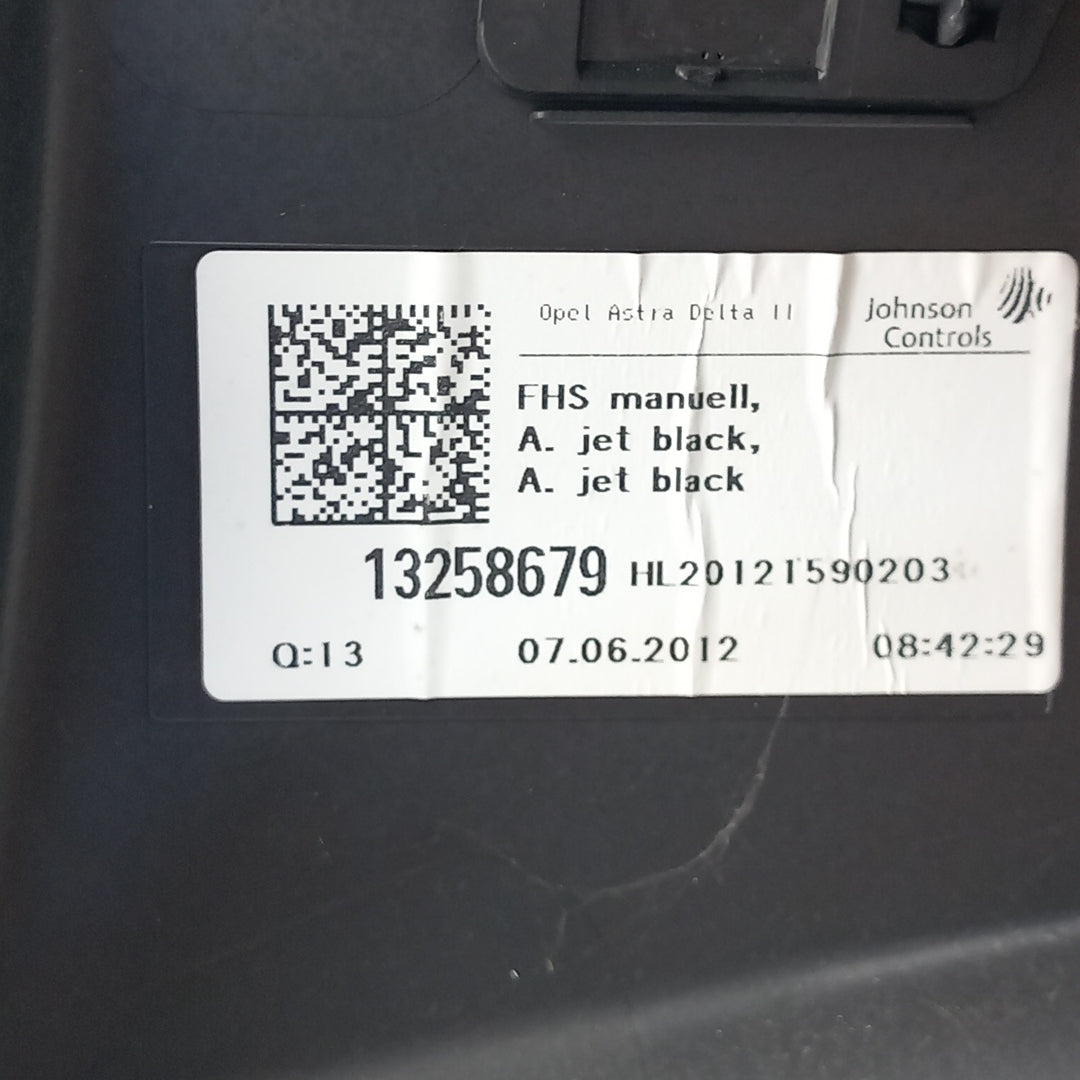 Opel Astra Delta II
Johnson
Controls
FHS manuell,
A. jet black,
A. jet black
13258679 HL20121590203
Q:13 07.06.2012 08:42:29